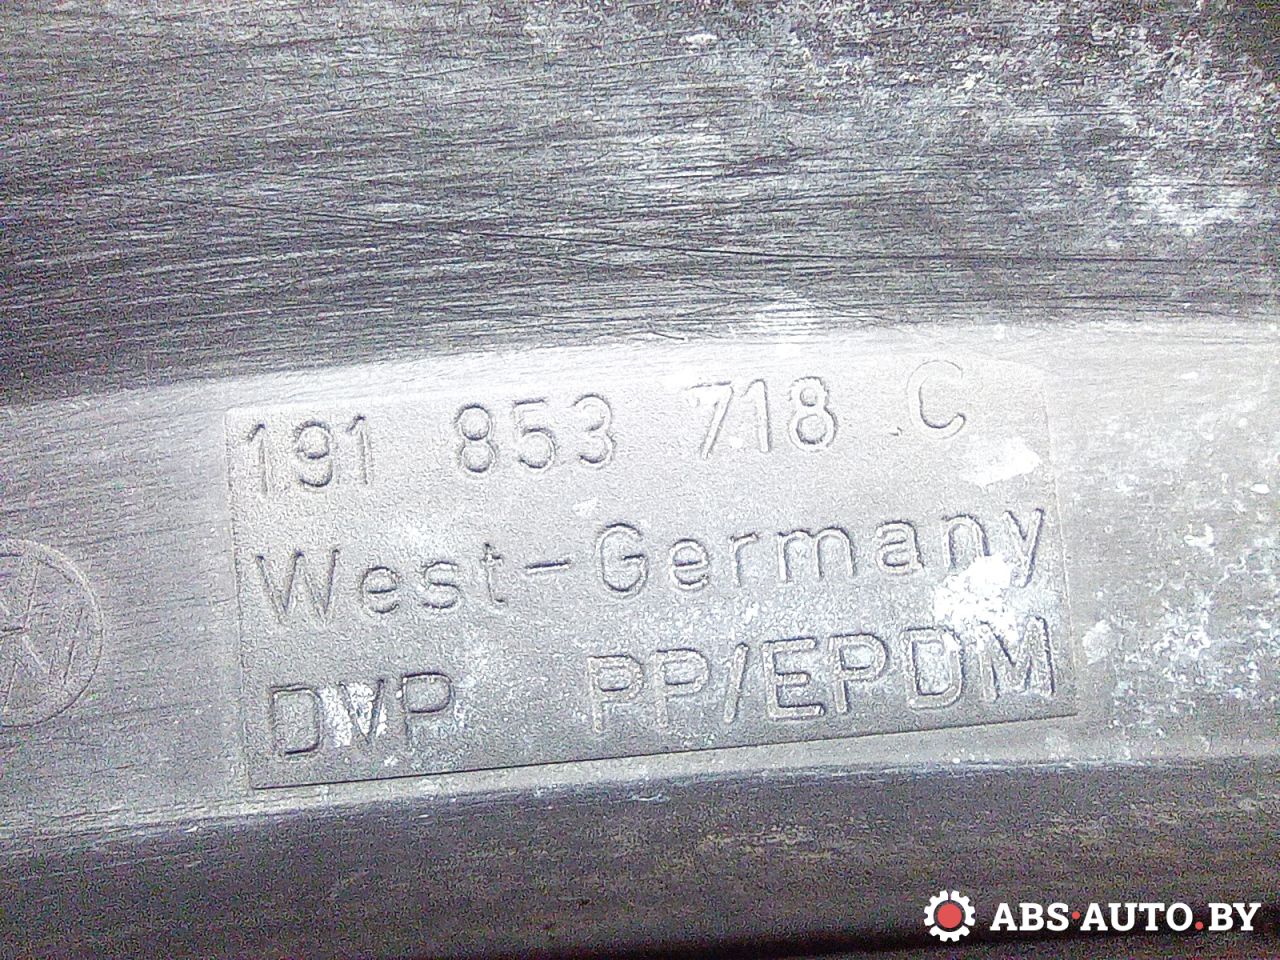 191 853 718 C
West-Germany
DVP PP/EPDM
ABS·AUTO.BY